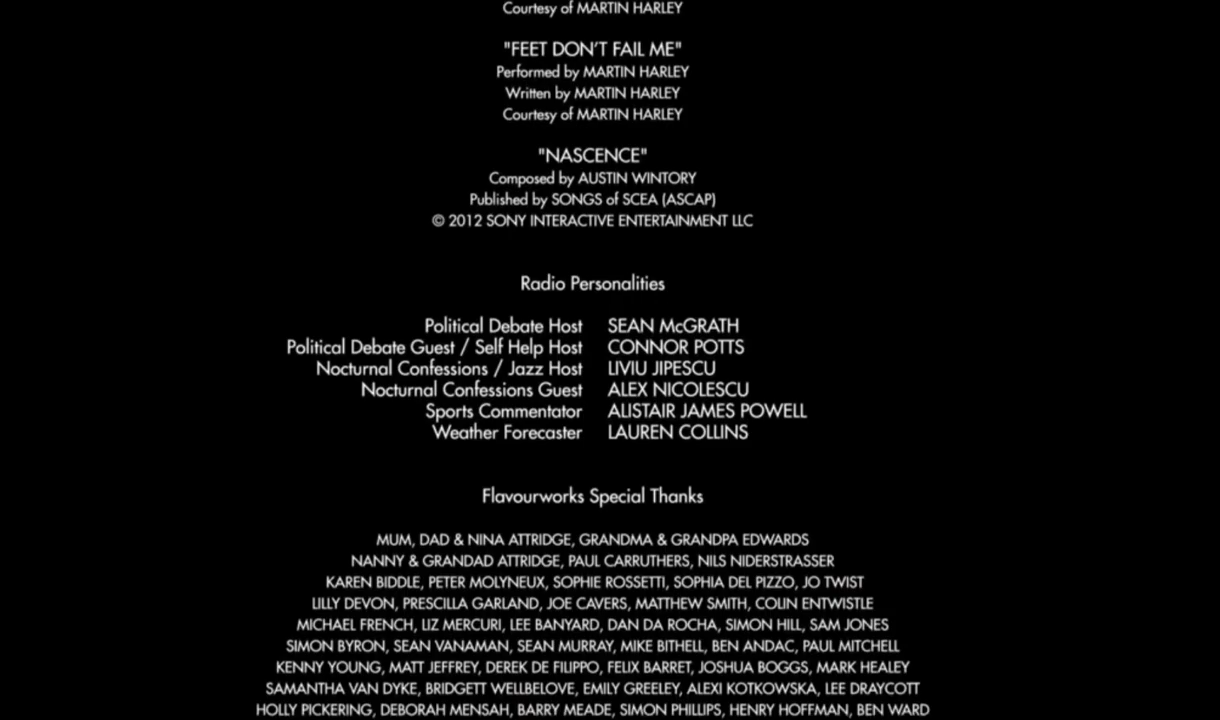 Courtesy of MARTIN HARLEY
"FEET DON'T FAIL ME"
Performed by MARTIN HARLEY
Written by MARTIN HARLEY
Courtesy of MARTIN HARLEY
"NASCENCE"
Composed by AUSTIN WINTORY
Published by SONGS of SCEA (ASCAP)
© 2012 SONY INTERACTIVE ENTERTAINMENT LLC
Radio Personalities
Political Debate Host SEAN McGRATH
Political Debate Guest / Self Help Host CONNOR POTTS
Nocturnal Confessions / Jazz Host LIVIU JIPESCU
Nocturnal Confessions Guest ALEX NICOLESCU
Sports Commentator ALISTAIR JAMES POWELL
Weather Forecaster LAUREN COLLINS
Flavourworks Special Thanks
MUM, DAD & NINA ATTRIDGE, GRANDMA & GRANDPA EDWARDS
NANNY & GRANDAD ATTRIDGE, PAUL CARRUTHERS, NILS NIDERSTRASSER
KAREN BIDDLE, PETER MOLYNEUX, SOPHIE ROSSETTI, SOPHIA DEL PIZZO, JO TWIST
LILLY DEVON, PRESCILLA GARLAND, JOE CAVERS, MATTHEW SMITH, COLIN ENTWISTLE
MICHAEL FRENCH, LIZ MERCURI, LEE BANYARD, DAN DA ROCHA, SIMON HILL, SAM JONES
SIMON BYRON, SEAN VANAMAN, SEAN MURRAY, MIKE BITHELL, BEN ANDAC, PAUL MITCHELL
KENNY YOUNG, MATT JEFFREY, DEREK DE FILIPPO, FELIX BARRET, JOSHUA BOGGS, MARK HEALEY
SAMANTHA VAN DYKE, BRIDGETT WELLBELOVE, EMILY GREELEY, ALEXI KOTKOWSKA, LEE DRAYCOTT
HOLLY PICKERING, DEBORAH MENSAH, BARRY MEADE, SIMON PHILLIPS, HENRY HOFFMAN, BEN WARD